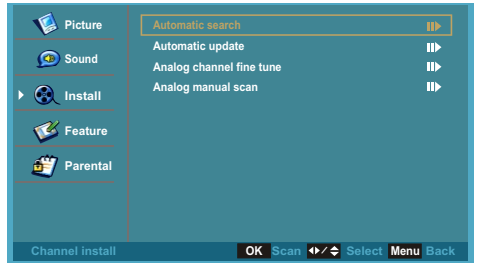 Picture
Sound
Install
Feature
Parental
Automatic search
Automatic update
Analog channel fine tune
Analog manual scan
Channel install
OK Scan Select Menu Back